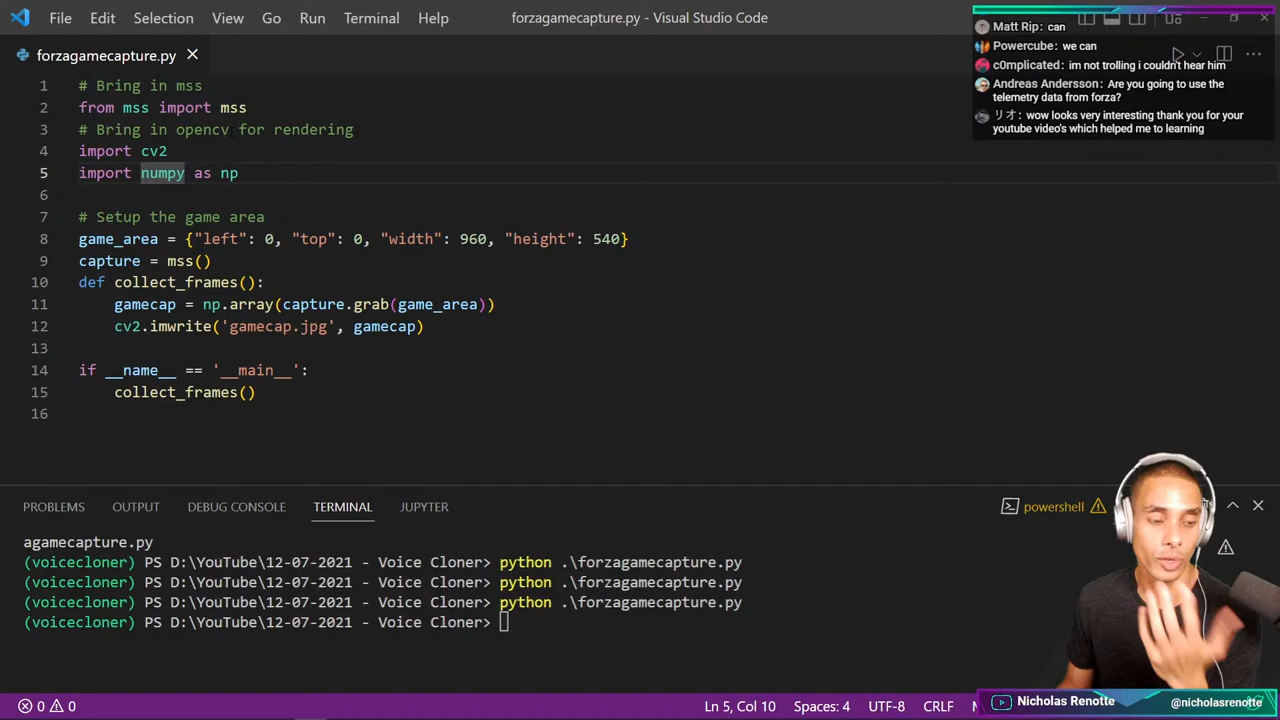 File Edit Selection View Go Run Terminal Help
forzagamecapture.py - Visual Studio Code
forzagamecapture.py
1 # Bring in mss
2 from mss import mss
3 # Bring in opencv for rendering
4 import cv2
5 import numpy as np
6
7 # Setup the game area
8 game_area = {"left": 0, "top": 0, "width": 960, "height": 540}
9 capture = mss()
10 def collect_frames():
11 gamecap = np.array(capture.grab(game_area))
12 cv2.imwrite('gamecap.jpg', gamecap)
13
14 if __name__ == '__main__':
15 collect_frames()
16
Matt Rip: can
Powercube: we can
c0mplicated: im not trolling i couldn't hear him
Andreas Andersson: Are you going to use the
telemetry data from forza?
リオ: wow looks very interesting thank you for your
youtube video's which helped me to learning
PROBLEMS OUTPUT DEBUG CONSOLE TERMINAL JUPYTER
powershell
agamecapture.py
(voicecloner) PS D:\YouTube\12-07-2021 - Voice Cloner> python .\forzagamecapture.py
(voicecloner) PS D:\YouTube\12-07-2021 - Voice Cloner> python .\forzagamecapture.py
(voicecloner) PS D:\YouTube\12-07-2021 - Voice Cloner> python .\forzagamecapture.py
(voicecloner) PS D:\YouTube\12-07-2021 - Voice Cloner>
0 0
Ln 5, Col 10 Spaces: 4 UTF-8 CRLF
Nicholas Renotte @nicholasrenotte